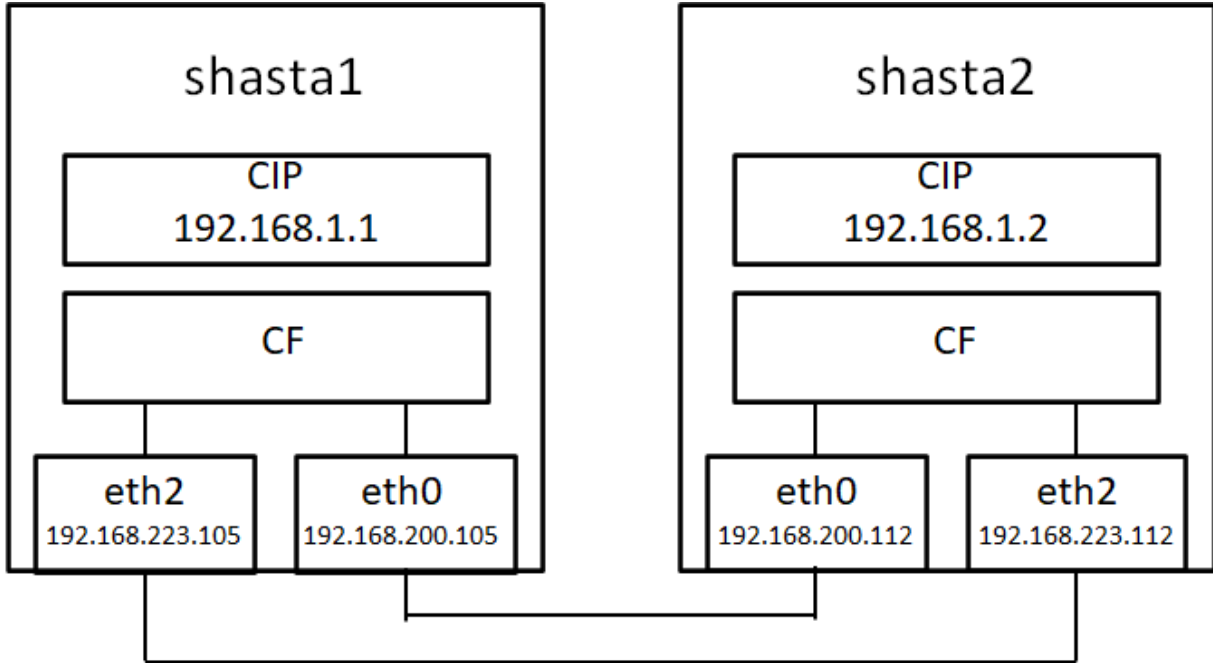 shasta1
CIP
192.168.1.1
CF
eth2
192.168.223.105
eth0
192.168.200.105
shasta2
CIP
192.168.1.2
CF
eth0
192.168.200.112
eth2
192.168.223.112